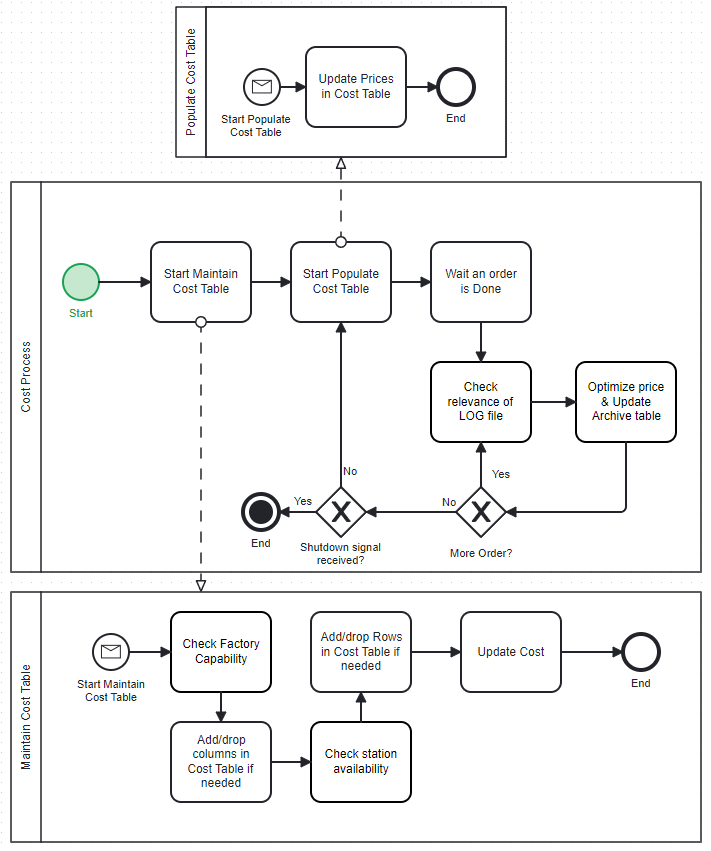 Populate Cost Table
Update Prices
in Cost Table
Start Populate
Cost Table
End
Cost Process
Start Maintain
Cost Table
Start Populate
Cost Table
Wait an order
is Done
Start
Check
relevance of
LOG file
Optimize price
& Update
Archive table
No
Yes
Yes
No
End
Shutdown signal
received?
More Order?
Maintain Cost Table
Start Maintain
Cost Table
Check Factory
Capability
Add/drop Rows
in Cost Table if
needed
Update Cost
End
Add/drop
columns in
Cost Table if
needed
Check station
availability